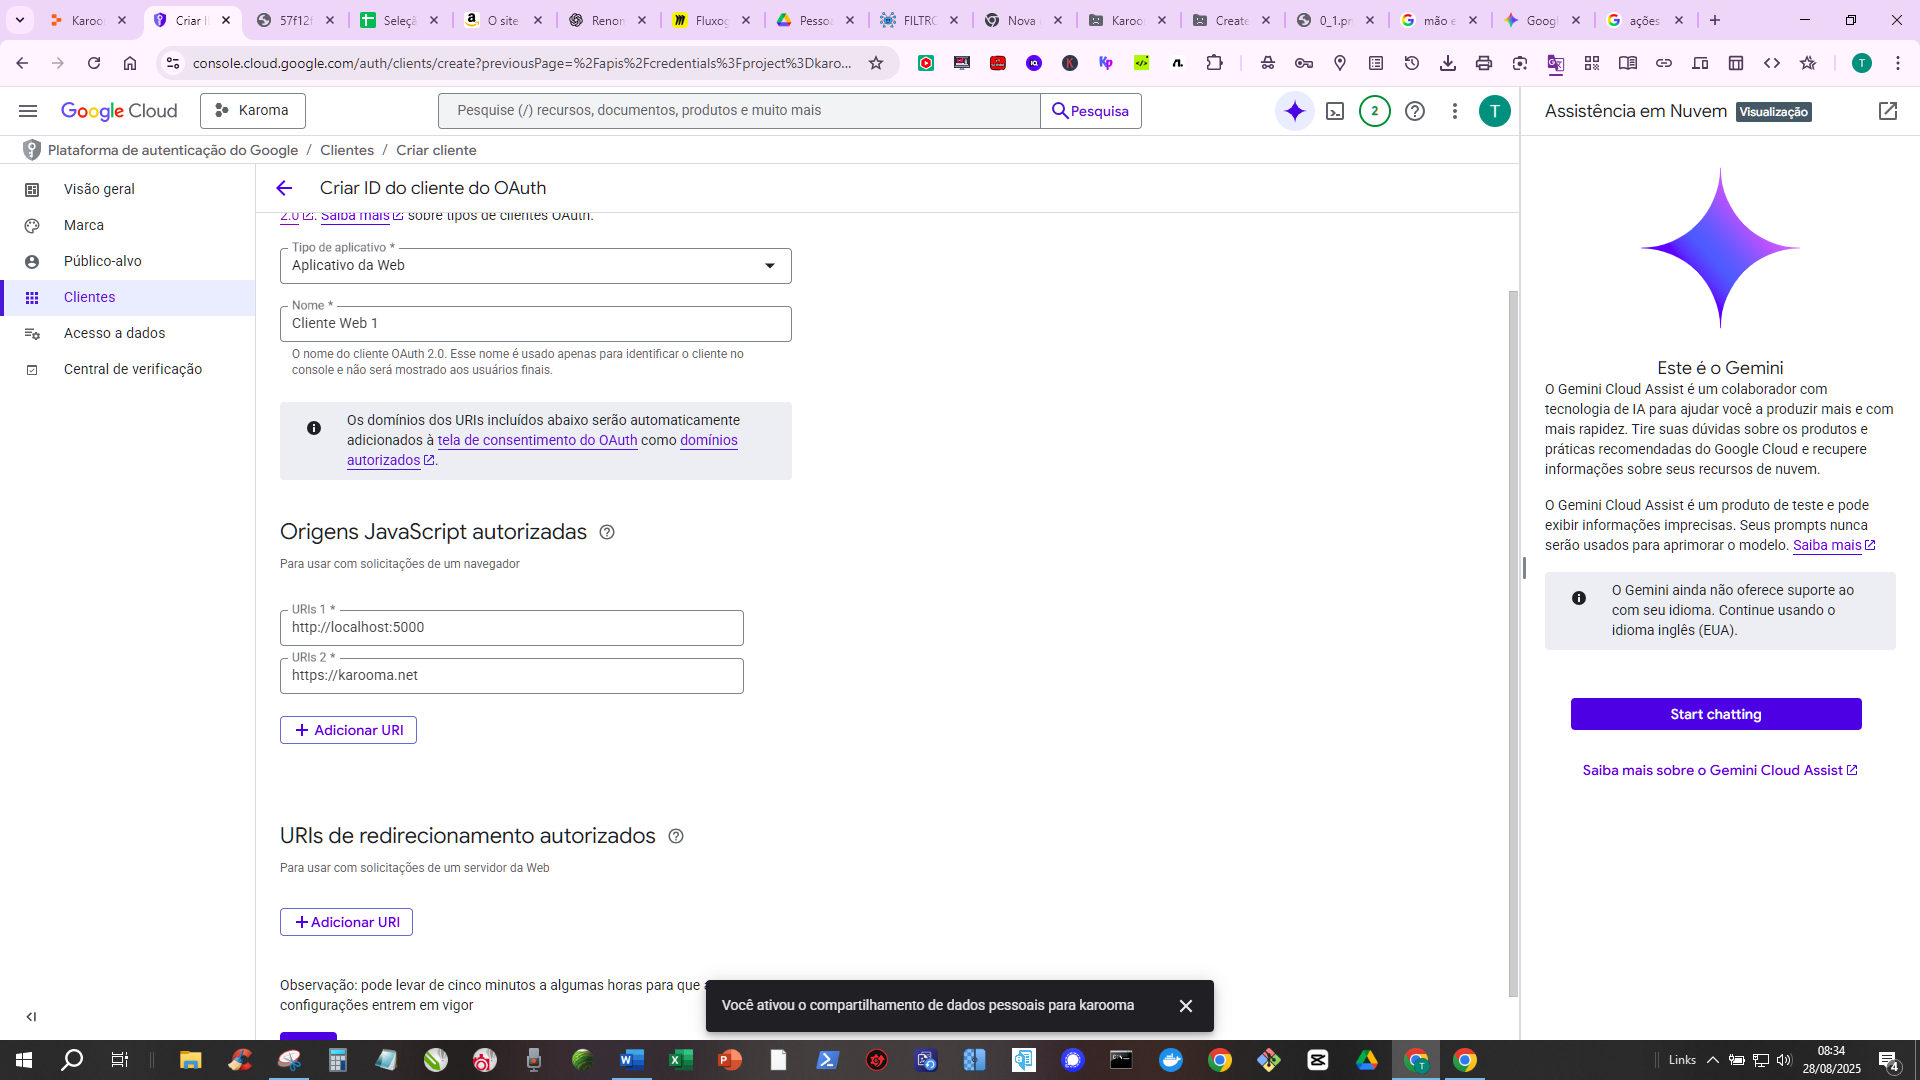 Karoo
Criar I
57f12f
Seleçã
O site
Renon
Fluxog
Pesso
FILTRO
Nova
Karoo
Create
0_1.pr
mão e
Googl
ações
console.cloud.google.com/auth/clients/create?previousPage=%2Fapis%2Fcredentials%3Fproject%3Dkaro...
T
Google Cloud
Karoma
Pesquise (/) recursos, documentos, produtos e muito mais
Pesquisa
2
T
Assistência em Nuvem
Visualização
Plataforma de autenticação do Google / Clientes / Criar cliente
Visão geral
Marca
Público-alvo
Clientes
Acesso a dados
Central de verificação
Criar ID do cliente do OAuth
2.0. Saiba mais sobre tipos de clientes OAuth.
Tipo de aplicativo *
Aplicativo da Web
Nome *
Cliente Web 1
O nome do cliente OAuth 2.0. Esse nome é usado apenas para identificar o cliente no
console e não será mostrado aos usuários finais.
Os domínios dos URIs incluídos abaixo serão automaticamente
adicionados à tela de consentimento do OAuth como domínios
autorizados.
Origens JavaScript autorizadas
Para usar com solicitações de um navegador
URIs 1 *
http://localhost:5000
URIs 2 *
https://karooma.net
+ Adicionar URI
URIs de redirecionamento autorizados
Para usar com solicitações de um servidor da Web
+ Adicionar URI
Observação: pode levar de cinco minutos a algumas horas para que a
configurações entrem em vigor
Você ativou o compartilhamento de dados pessoais para karooma
Este é o Gemini
O Gemini Cloud Assist é um colaborador com
tecnologia de IA para ajudar você a produzir mais e com
mais rapidez. Tire suas dúvidas sobre os produtos e
práticas recomendadas do Google Cloud e recupere
informações sobre seus recursos de nuvem.
O Gemini Cloud Assist é um produto de teste e pode
exibir informações imprecisas. Seus prompts nunca
serão usados para aprimorar o modelo. Saiba mais
O Gemini ainda não oferece suporte ao
com seu idioma. Continue usando o
idioma inglês (EUA).
Start chatting
Saiba mais sobre o Gemini Cloud Assist
Links
08:34
28/08/2025
4